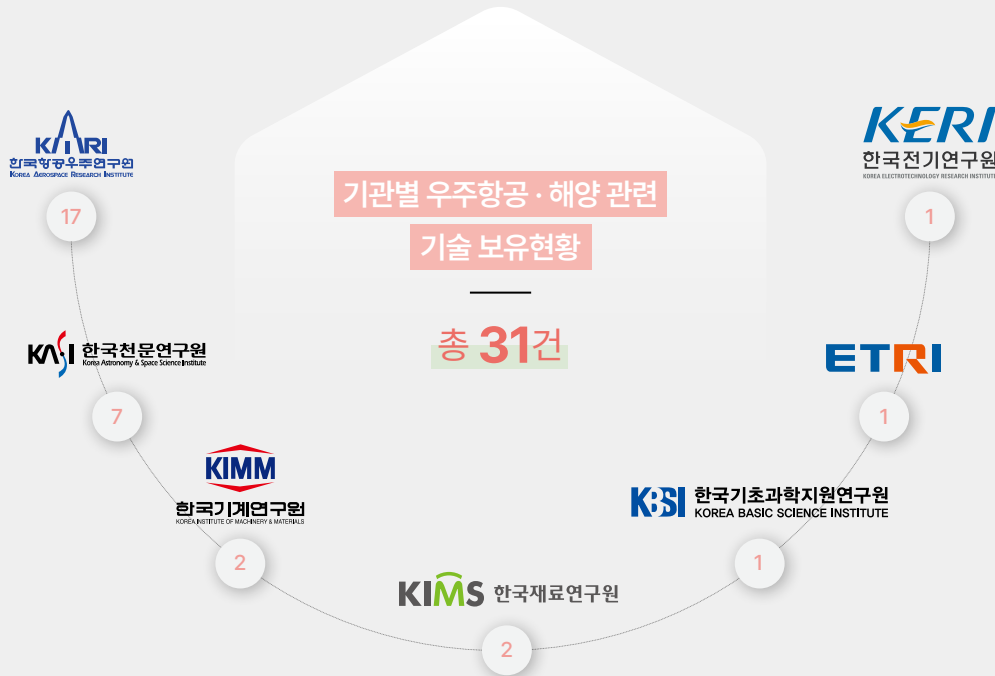 KARI
한국항공우주연구원
KOREA AEROSPACE RESEARCH INSTITUTE
17
KASI 한국천문연구원
Korea Astronomy & Space Science Institute
7
KIMM
한국기계연구원
KOREA INSTITUTE OF MACHINERY & MATERIALS
2
기관별 우주항공 · 해양 관련
기술 보유현황
총 31건
KIMS 한국재료연구원
2
KBSI 한국기초과학지원연구원
KOREA BASIC SCIENCE INSTITUTE
1
ETRI
1
KERI
한국전기연구원
KOREA ELECTROTECHNOLOGY RESEARCH INSTITUTE
1